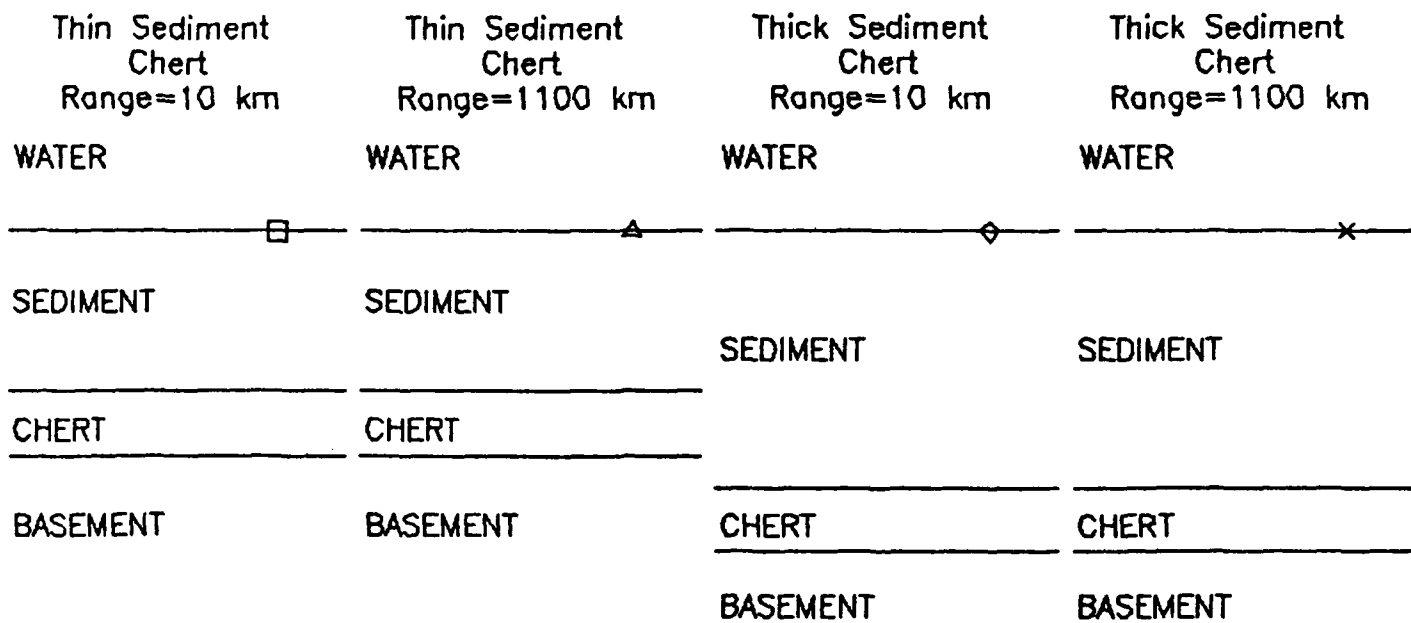 Thin Sediment
Chert
Range=10 km
WATER
SEDIMENT
CHERT
BASEMENT
Thin Sediment
Chert
Range=1100 km
WATER
SEDIMENT
CHERT
BASEMENT
Thick Sediment
Chert
Range=10 km
WATER
SEDIMENT
CHERT
BASEMENT
Thick Sediment
Chert
Range=1100 km
WATER
SEDIMENT
CHERT
BASEMENT